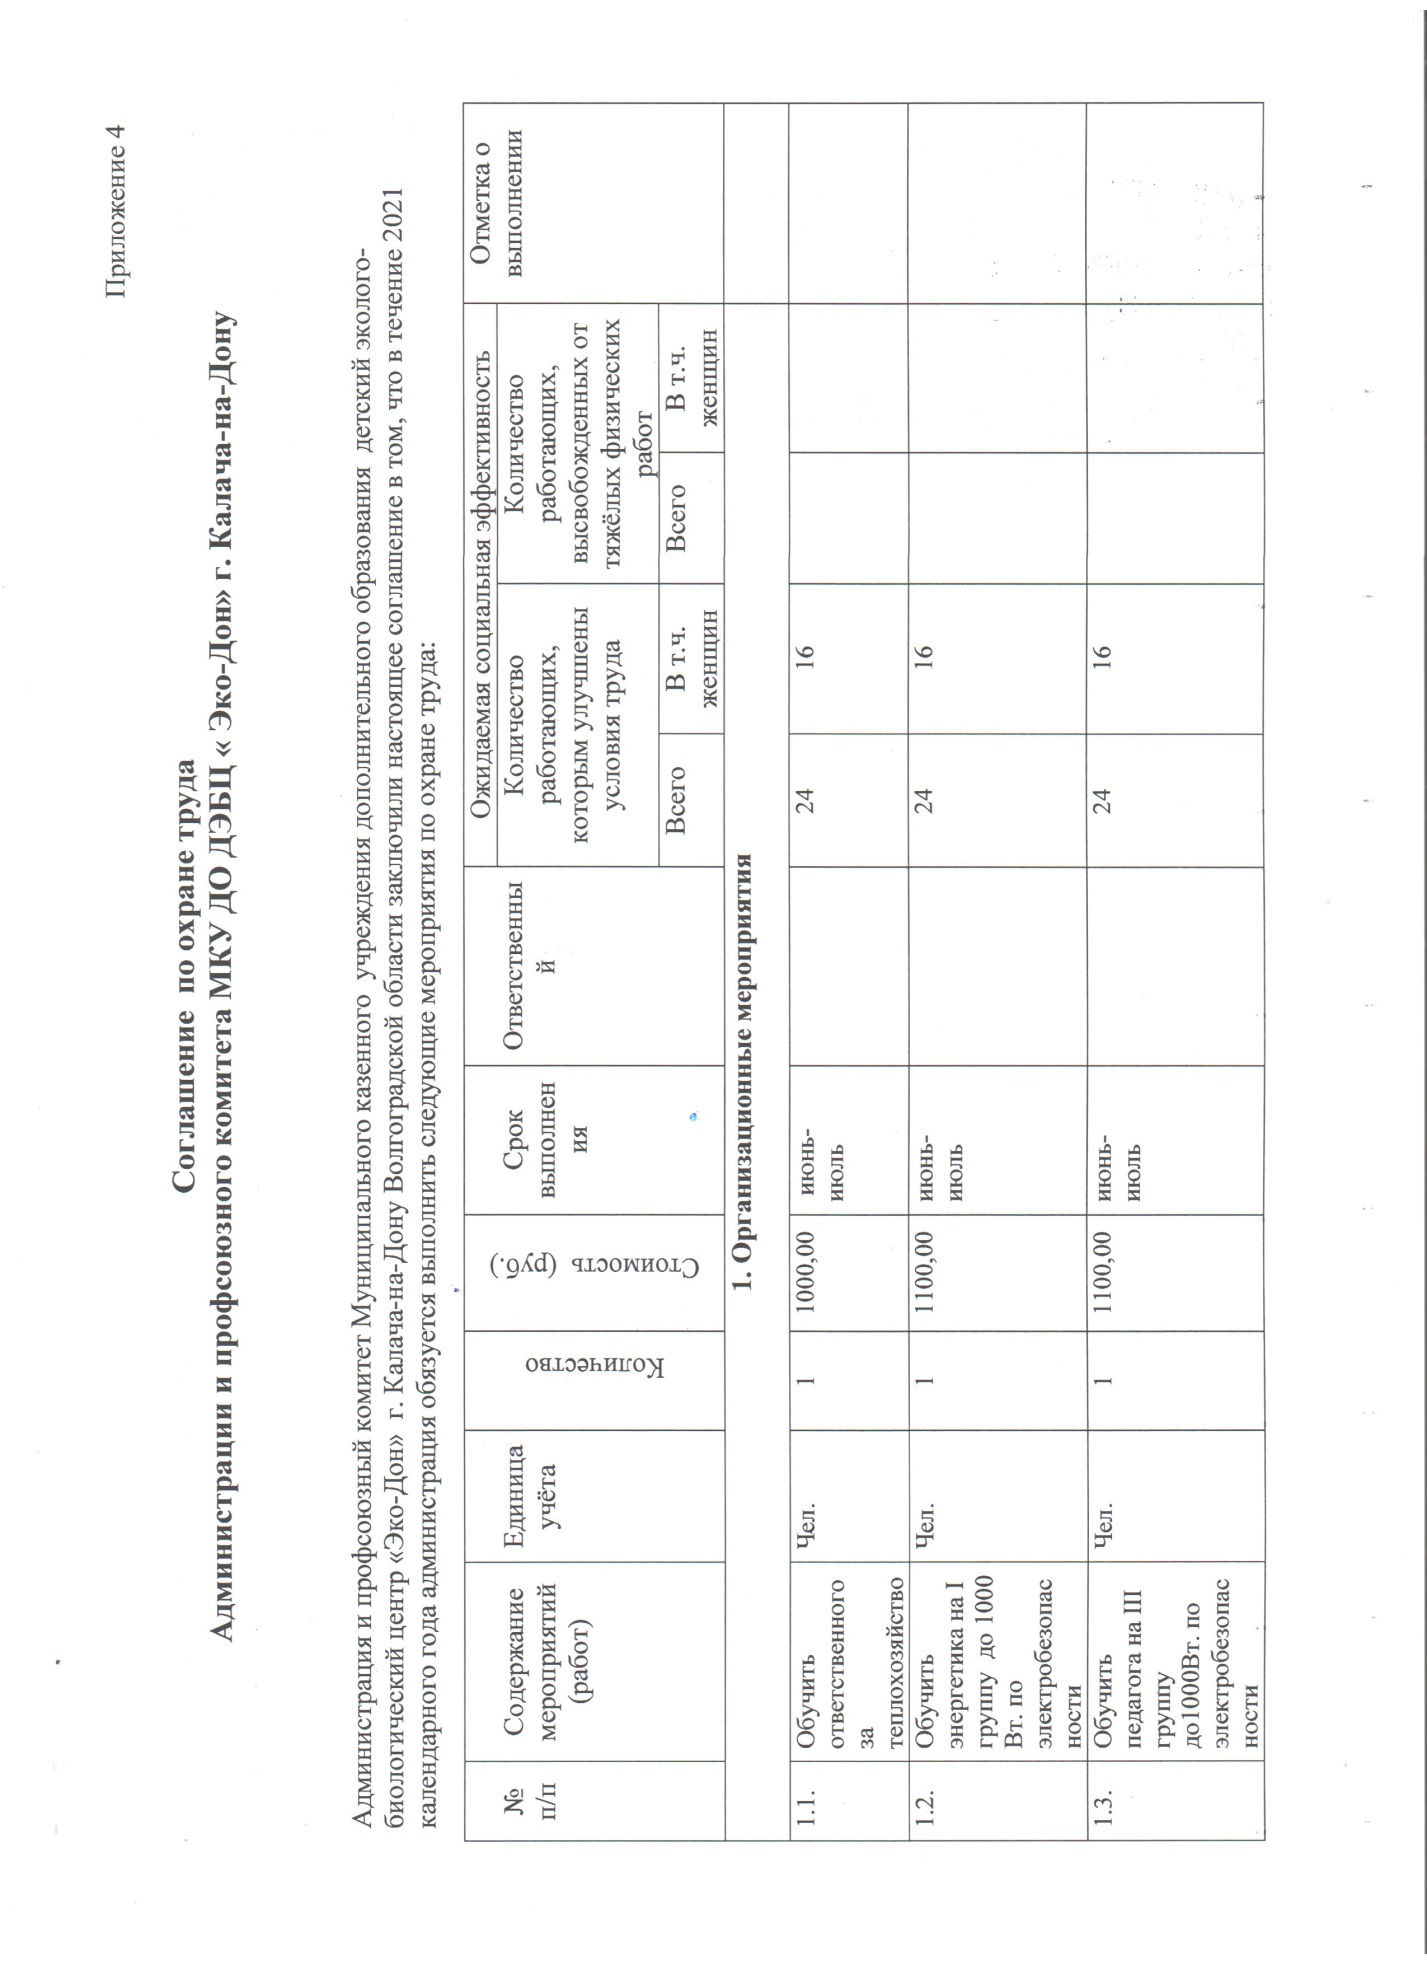 Приложение 4
Соглашение по охране труда
Администрации и профсоюзного комитета МКУ ДО ДЭБЦ « Эко-Дон» г. Калача-на-Дону
Администрация и профсоюзный комитет Муниципального казенного учреждения дополнительного образования детский эколого-
биологический центр «Эко-Дон» г. Калача-на-Дону Волгоградской области заключили настоящее соглашение в том, что в течение 2021
календарного года администрация обязуется выполнить следующие мероприятия по охране труда:
№
п/п
Содержание
мероприятий
(работ)
Единица
учёта
Количество
Стоимость (руб.)
Срок
выполнен
ия
Ответственны
й
Ожидаемая социальная эффективность
Количество
работающих,
которым улучшены
условия труда
Количество
работающих,
высвобожденных от
тяжёлых физических
работ
Всего
В т.ч.
женщин
Всего
В т.ч.
женщин
Отметка о
выполнении
1. Организационные мероприятия
1.1.
Обучить
ответственного
за
теплохозяйство
Чел.
1
1000,00
июнь-
июль
24
16
1.2.
Обучить
энергетика на I
группу до 1000
Вт. по
электробезопас
ности
Чел.
1
1100,00
июнь-
июль
24
16
1.3.
Обучить
педагога на III
группу
до1000Вт. по
электробезопас
ности
Чел.
1
1100,00
июнь-
июль
24
16